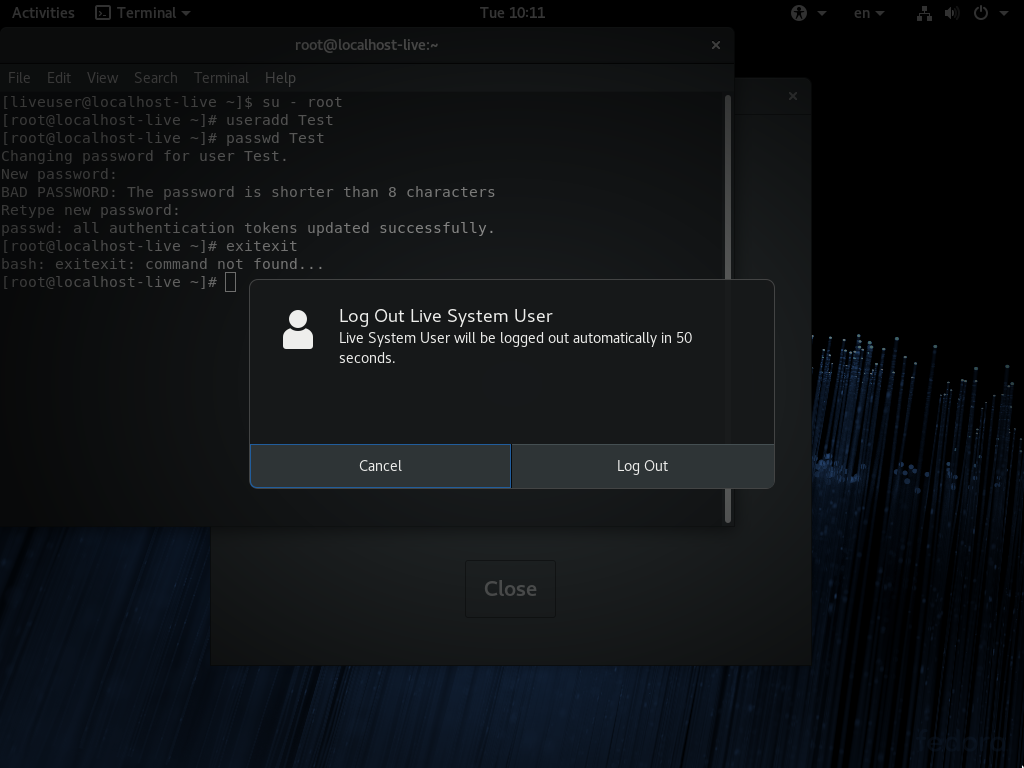 Activities Terminal Tue 10:11 en
root@localhost-live:~
File Edit View Search Terminal Help
[liveuser@localhost-live ~]$ su - root
[root@localhost-live ~]# useradd Test
[root@localhost-live ~]# passwd Test
Changing password for user Test.
New password:
BAD PASSWORD: The password is shorter than 8 characters
Retype new password:
passwd: all authentication tokens updated successfully.
[root@localhost-live ~]# exitexit
bash: exitexit: command not found...
[root@localhost-live ~]#
Log Out Live System User
Live System User will be logged out automatically in 50
seconds.
Cancel Log Out
Close
fedora